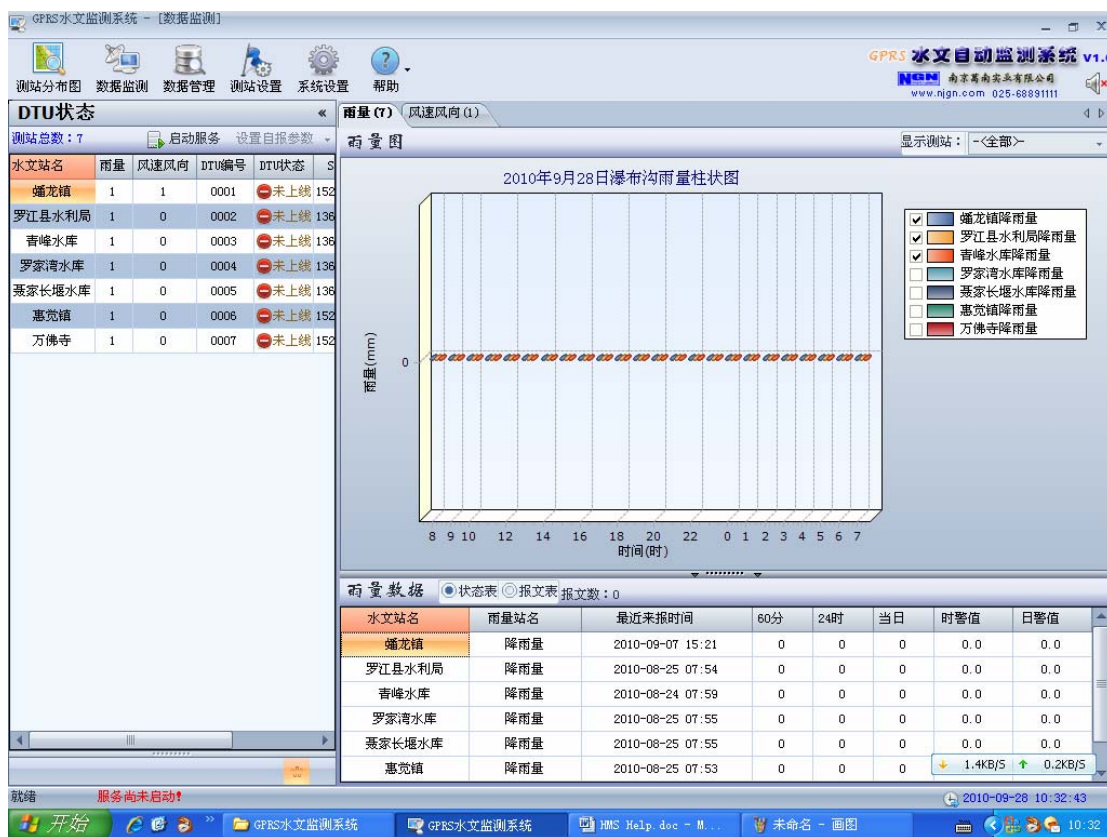 GPRS水文监测系统 - [数据监测]
测站分布图 数据监测 数据管理 测站设置 系统设置 帮助
GPRS 水文自动监测系统 V1.
NGN 南京葛南实业有限公司
www.njgn.com 025-68891111
DTU状态 «
雨量(7) 风速风向(1)
测站总数:7 启动服务 设置自报参数
雨量图 显示测站: -<全部>-
水文站名 雨量 风速风向 DTU编号 DTU状态 S
蟠龙镇 1 1 0001 未上线 152
罗江县水利局 1 0 0002 未上线 136
青峰水库 1 0 0003 未上线 136
罗家湾水库 1 0 0004 未上线 136
聂家长堰水库 1 0 0005 未上线 136
惠觉镇 1 0 0006 未上线 152
万佛寺 1 0 0007 未上线 152
2010年9月28日瀑布沟雨量柱状图
蟠龙镇降雨量
罗江县水利局降雨量
青峰水库降雨量
罗家湾水库降雨量
聂家长堰水库降雨量
惠觉镇降雨量
万佛寺降雨量
雨量(mm)
0
8 9 10 12 14 16 18 20 22 0 1 2 3 4 5 6 7
时间(时)
雨量数据 状态表 报文表 报文数:0
水文站名 雨量站名 最近来报时间 60分 24时 当日 时警值 日警值
蟠龙镇 降雨量 2010-09-07 15:21 0 0 0 0.0 0.0
罗江县水利局 降雨量 2010-08-25 07:54 0 0 0 0.0 0.0
青峰水库 降雨量 2010-08-24 07:59 0 0 0 0.0 0.0
罗家湾水库 降雨量 2010-08-25 07:55 0 0 0 0.0 0.0
聂家长堰水库 降雨量 2010-08-25 07:55 0 0 0 0.0 0.0
惠觉镇 降雨量 2010-08-25 07:53 0 0 0
1.4KB/S 0.2KB/S
就绪 服务尚未启动! 2010-09-28 10:32:43
开始 GPRS水文监测系统 GPRS水文监测系统 HMS Help.doc - M... 未命名 - 画图 10:32